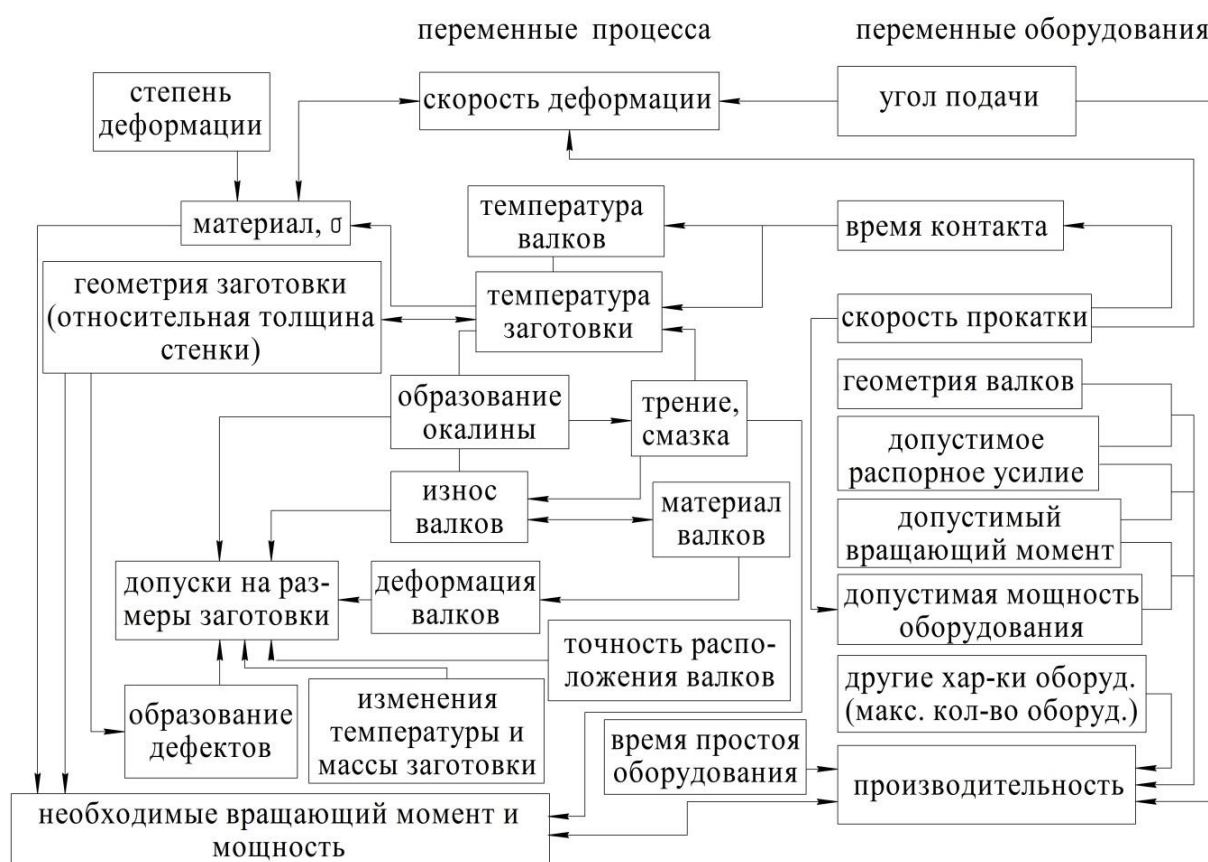 переменные процесса
переменные оборудования
степень
деформации
скорость деформации
угол подачи
материал, σ
температура
валков
время контакта
геометрия заготовки
(относительная толщина
стенки)
температура
заготовки
скорость прокатки
образование
окалины
трение,
смазка
геометрия валков
допустимое
распорное усилие
износ
валков
материал
валков
допустимый
вращающий момент
допуски на раз-
меры заготовки
деформация
валков
допустимая мощность
оборудования
точность распо-
ложения валков
образование
дефектов
изменения
температуры и
массы заготовки
другие хар-ки оборуд.
(макс. кол-во оборуд.)
время простоя
оборудования
производительность
необходимые вращающий момент и
мощность